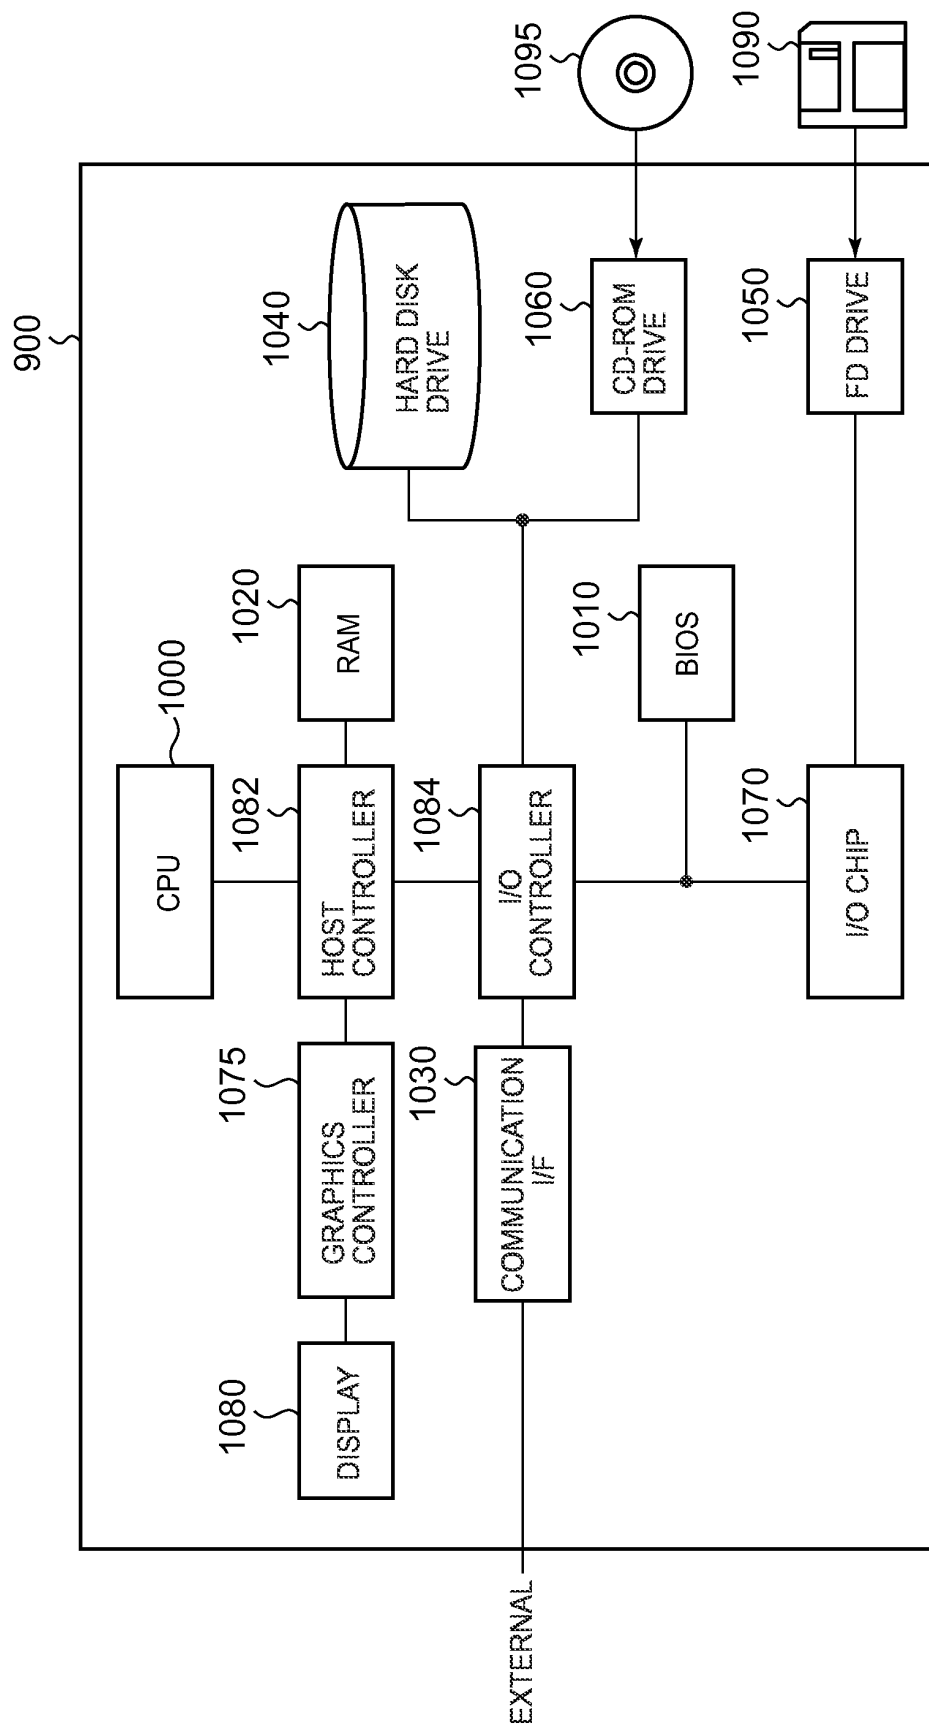 900
CPU
1000
DISPLAY
1080
GRAPHICS
CONTROLLER
1075
HOST
CONTROLLER
1082
RAM
1020
HARD DISK
DRIVE
1040
EXTERNAL
COMMUNICATION
I/F
1030
I/O
CONTROLLER
1084
BIOS
1010
CD-ROM
DRIVE
1060
1095
I/O CHIP
1070
FD DRIVE
1050
1090